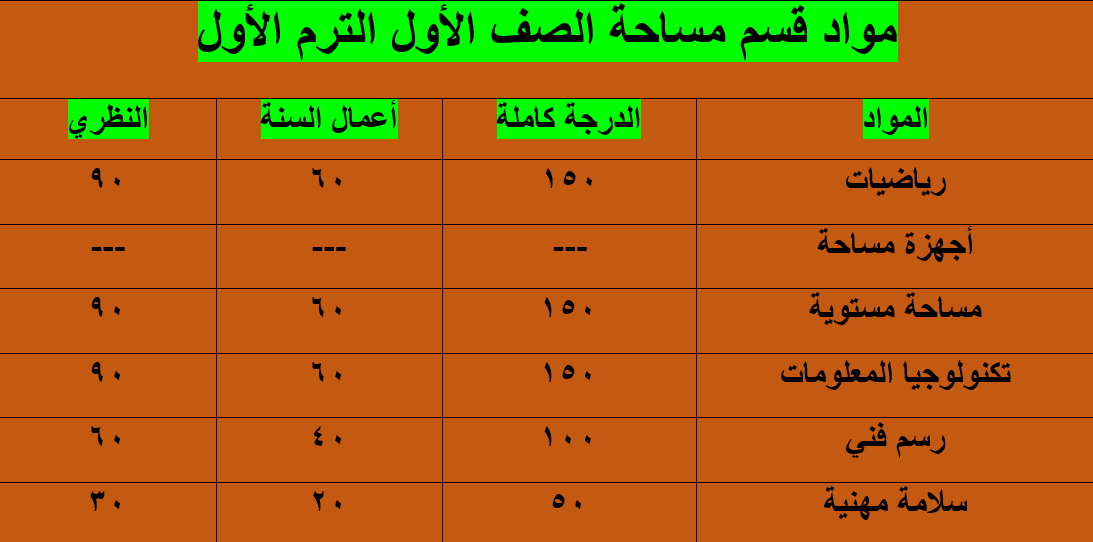 مواد قسم مساحة الصف الأول الترم الأول
المواد الدرجة كاملة أعمال السنة النظري
رياضيات ١٥٠ ٦٠ ٩٠
أجهزة مساحة --- --- ---
مساحة مستوية ١٥٠ ٦٠ ٩٠
تكنولوجيا المعلومات ١٥٠ ٦٠ ٩٠
رسم فني ١٠٠ ٤٠ ٦٠
سلامة مهنية ٥٠ ٢٠ ٣٠